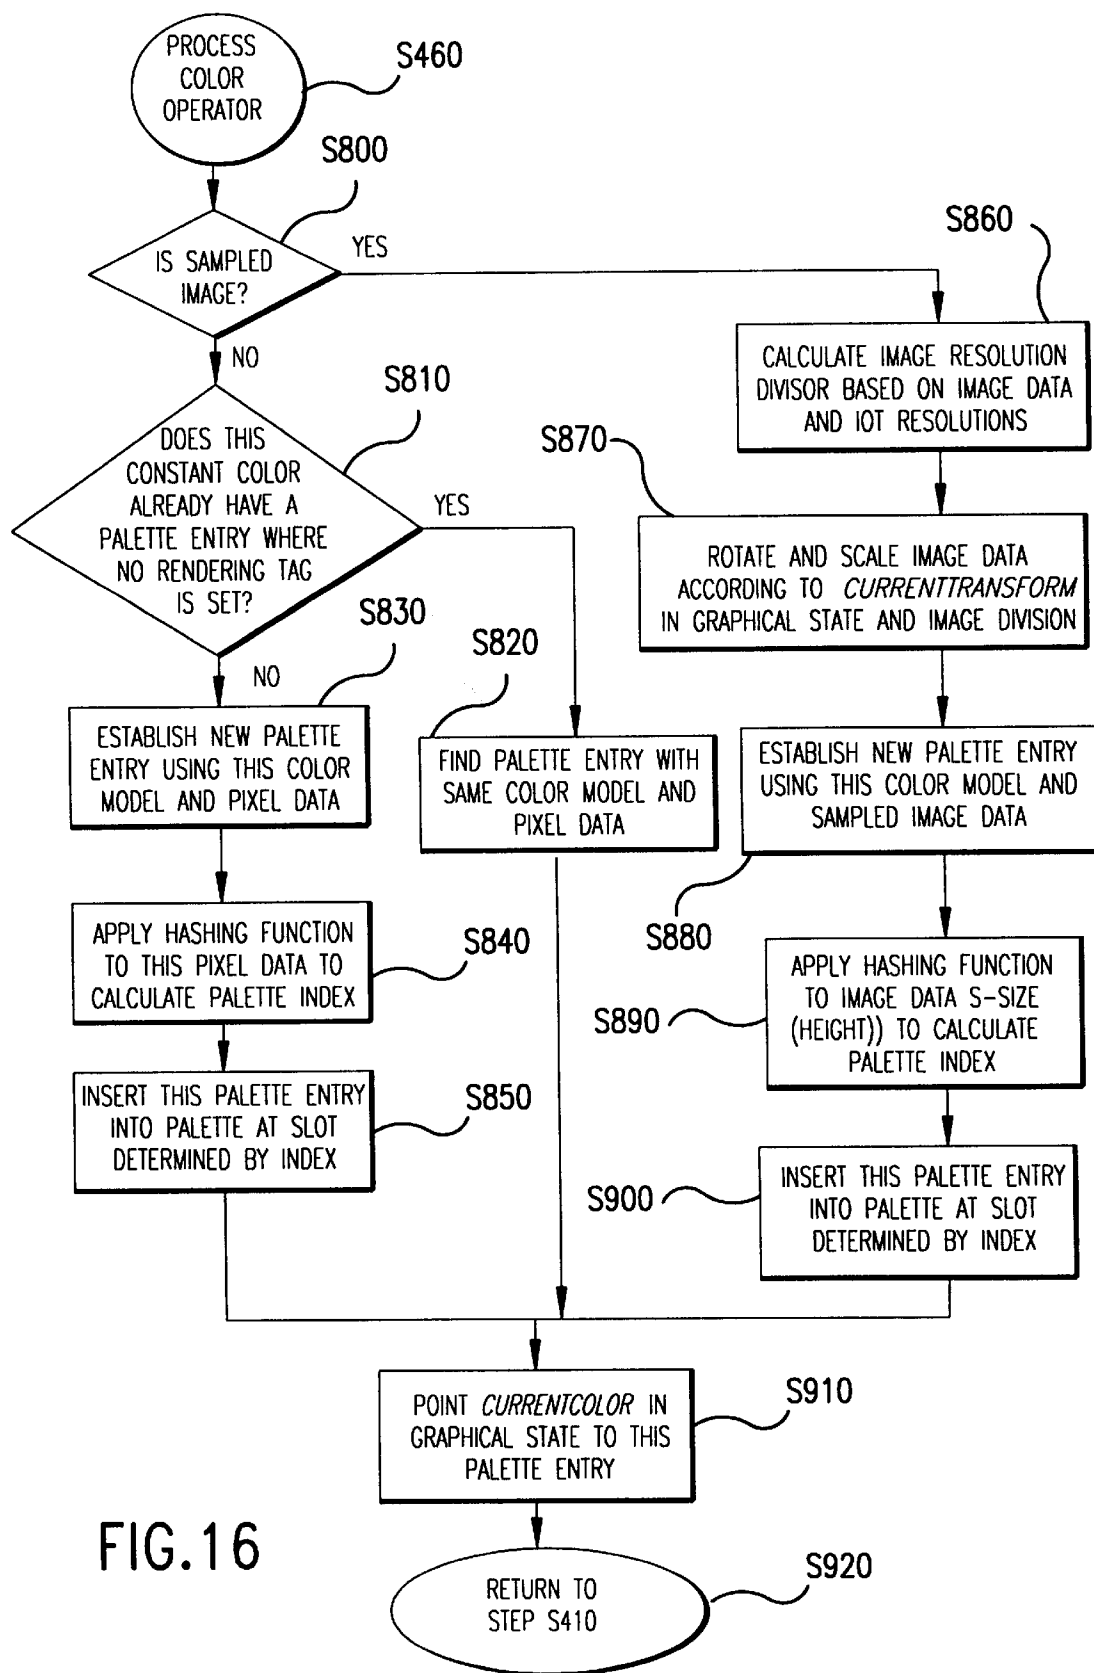 PROCESS
COLOR
OPERATOR
S460
S800
IS SAMPLED
IMAGE?
YES
NO
S860
CALCULATE IMAGE RESOLUTION
DIVISOR BASED ON IMAGE DATA
AND IOT RESOLUTIONS
S810
DOES THIS
CONSTANT COLOR
ALREADY HAVE A
PALETTE ENTRY WHERE
NO RENDERING TAG
IS SET?
YES
NO
S870
ROTATE AND SCALE IMAGE DATA
ACCORDING TO CURRENTTRANSFORM
IN GRAPHICAL STATE AND IMAGE DIVISION
S830
ESTABLISH NEW PALETTE
ENTRY USING THIS COLOR
MODEL AND PIXEL DATA
S820
FIND PALETTE ENTRY WITH
SAME COLOR MODEL AND
PIXEL DATA
ESTABLISH NEW PALETTE ENTRY
USING THIS COLOR MODEL AND
SAMPLED IMAGE DATA
S880
APPLY HASHING FUNCTION
TO THIS PIXEL DATA TO
CALCULATE PALETTE INDEX
S840
APPLY HASHING FUNCTION
TO IMAGE DATA S-SIZE
(HEIGHT)) TO CALCULATE
PALETTE INDEX
S890
INSERT THIS PALETTE ENTRY
INTO PALETTE AT SLOT
DETERMINED BY INDEX
S850
INSERT THIS PALETTE ENTRY
INTO PALETTE AT SLOT
DETERMINED BY INDEX
S900
POINT CURRENTCOLOR IN
GRAPHICAL STATE TO THIS
PALETTE ENTRY
S910
RETURN TO
STEP S410
S920
FIG.16